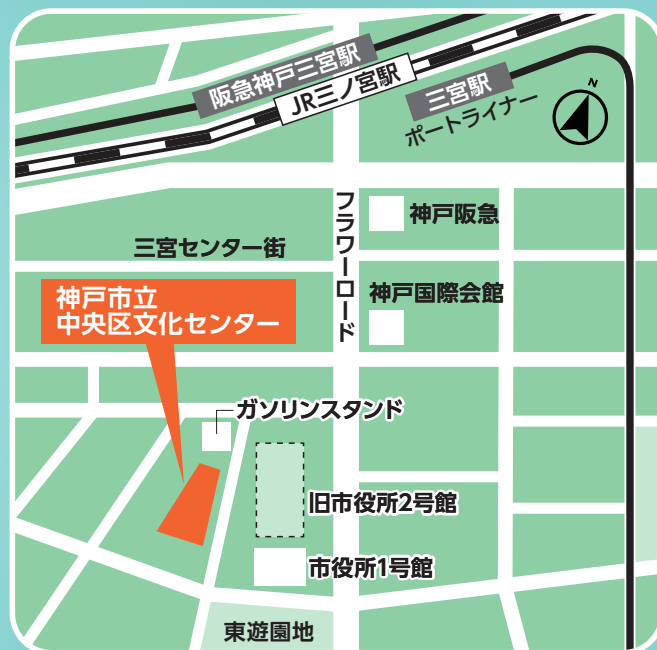 阪急神戸三宮駅
JR三ノ宮駅
三宮駅
ポートライナー
N
フラワーロード
神戸阪急
三宮センター街
神戸国際会館
神戸市立
中央区文化センター
ガソリンスタンド
旧市役所2号館
市役所1号館
東遊園地